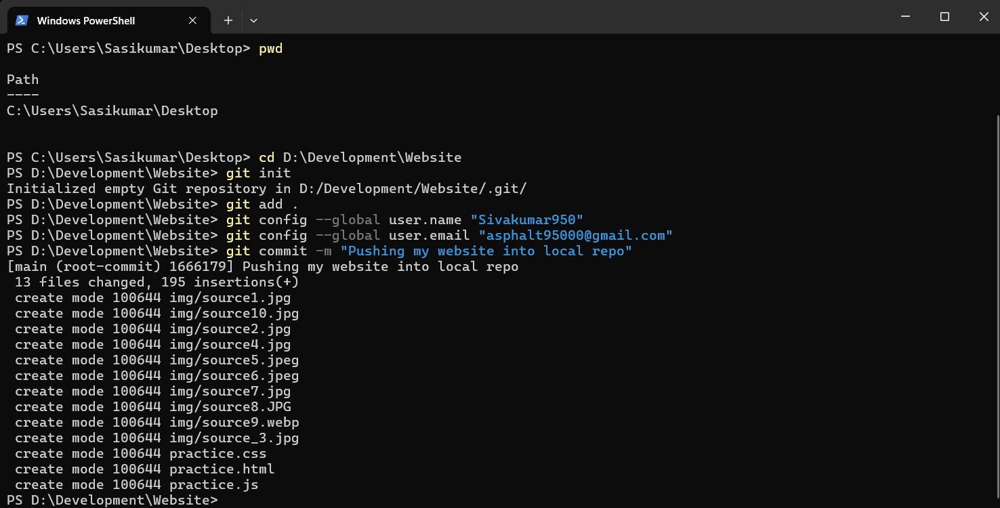 Windows PowerShell
PS C:\Users\Sasikumar\Desktop> pwd
Path
----
C:\Users\Sasikumar\Desktop
PS C:\Users\Sasikumar\Desktop> cd D:\Development\Website
PS D:\Development\Website> git init
Initialized empty Git repository in D:/Development/Website/.git/
PS D:\Development\Website> git add .
PS D:\Development\Website> git config --global user.name "Sivakumar950"
PS D:\Development\Website> git config --global user.email "asphalt95000@gmail.com"
PS D:\Development\Website> git commit -m "Pushing my website into local repo"
[main (root-commit) 1666179] Pushing my website into local repo
 13 files changed, 195 insertions(+)
 create mode 100644 img/source1.jpg
 create mode 100644 img/source10.jpg
 create mode 100644 img/source2.jpg
 create mode 100644 img/source4.jpg
 create mode 100644 img/source5.jpeg
 create mode 100644 img/source6.jpeg
 create mode 100644 img/source7.jpg
 create mode 100644 img/source8.JPG
 create mode 100644 img/source9.webp
 create mode 100644 img/source_3.jpg
 create mode 100644 practice.css
 create mode 100644 practice.html
 create mode 100644 practice.js
PS D:\Development\Website>